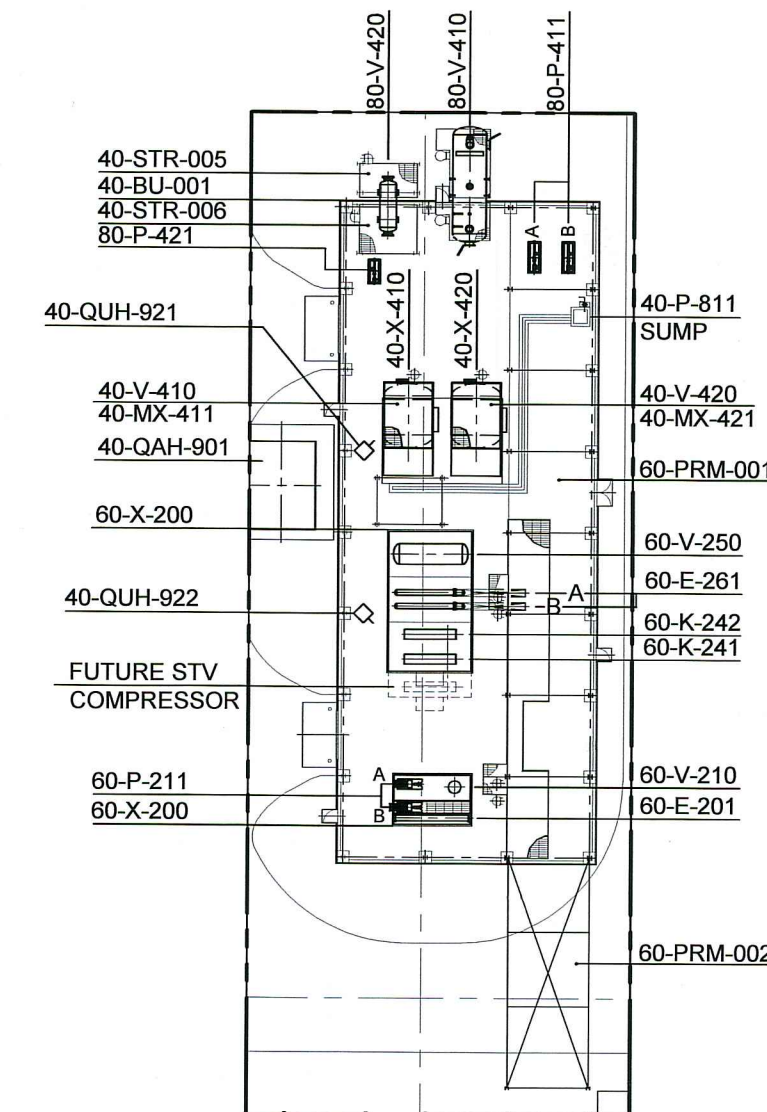 80-V-420
80-V-410
80-P-411
40-STR-005
40-BU-001
40-STR-006
80-P-421
A
B
40-X-410
40-X-420
40-QUH-921
40-P-811
SUMP
40-V-410
40-MX-411
40-V-420
40-MX-421
40-QAH-901
60-PRM-001
60-X-200
60-V-250
60-E-261
A
B
40-QUH-922
60-K-242
60-K-241
FUTURE STV
COMPRESSOR
60-P-211
A
60-V-210
60-X-200
B
60-E-201
60-PRM-002